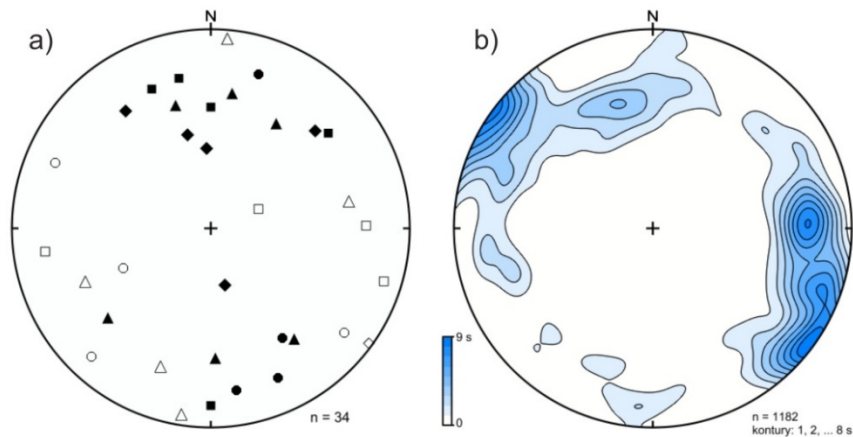 a)
N
n = 34
b)
N
9 s
0
n = 1182
kontury: 1, 2, ... 8 s